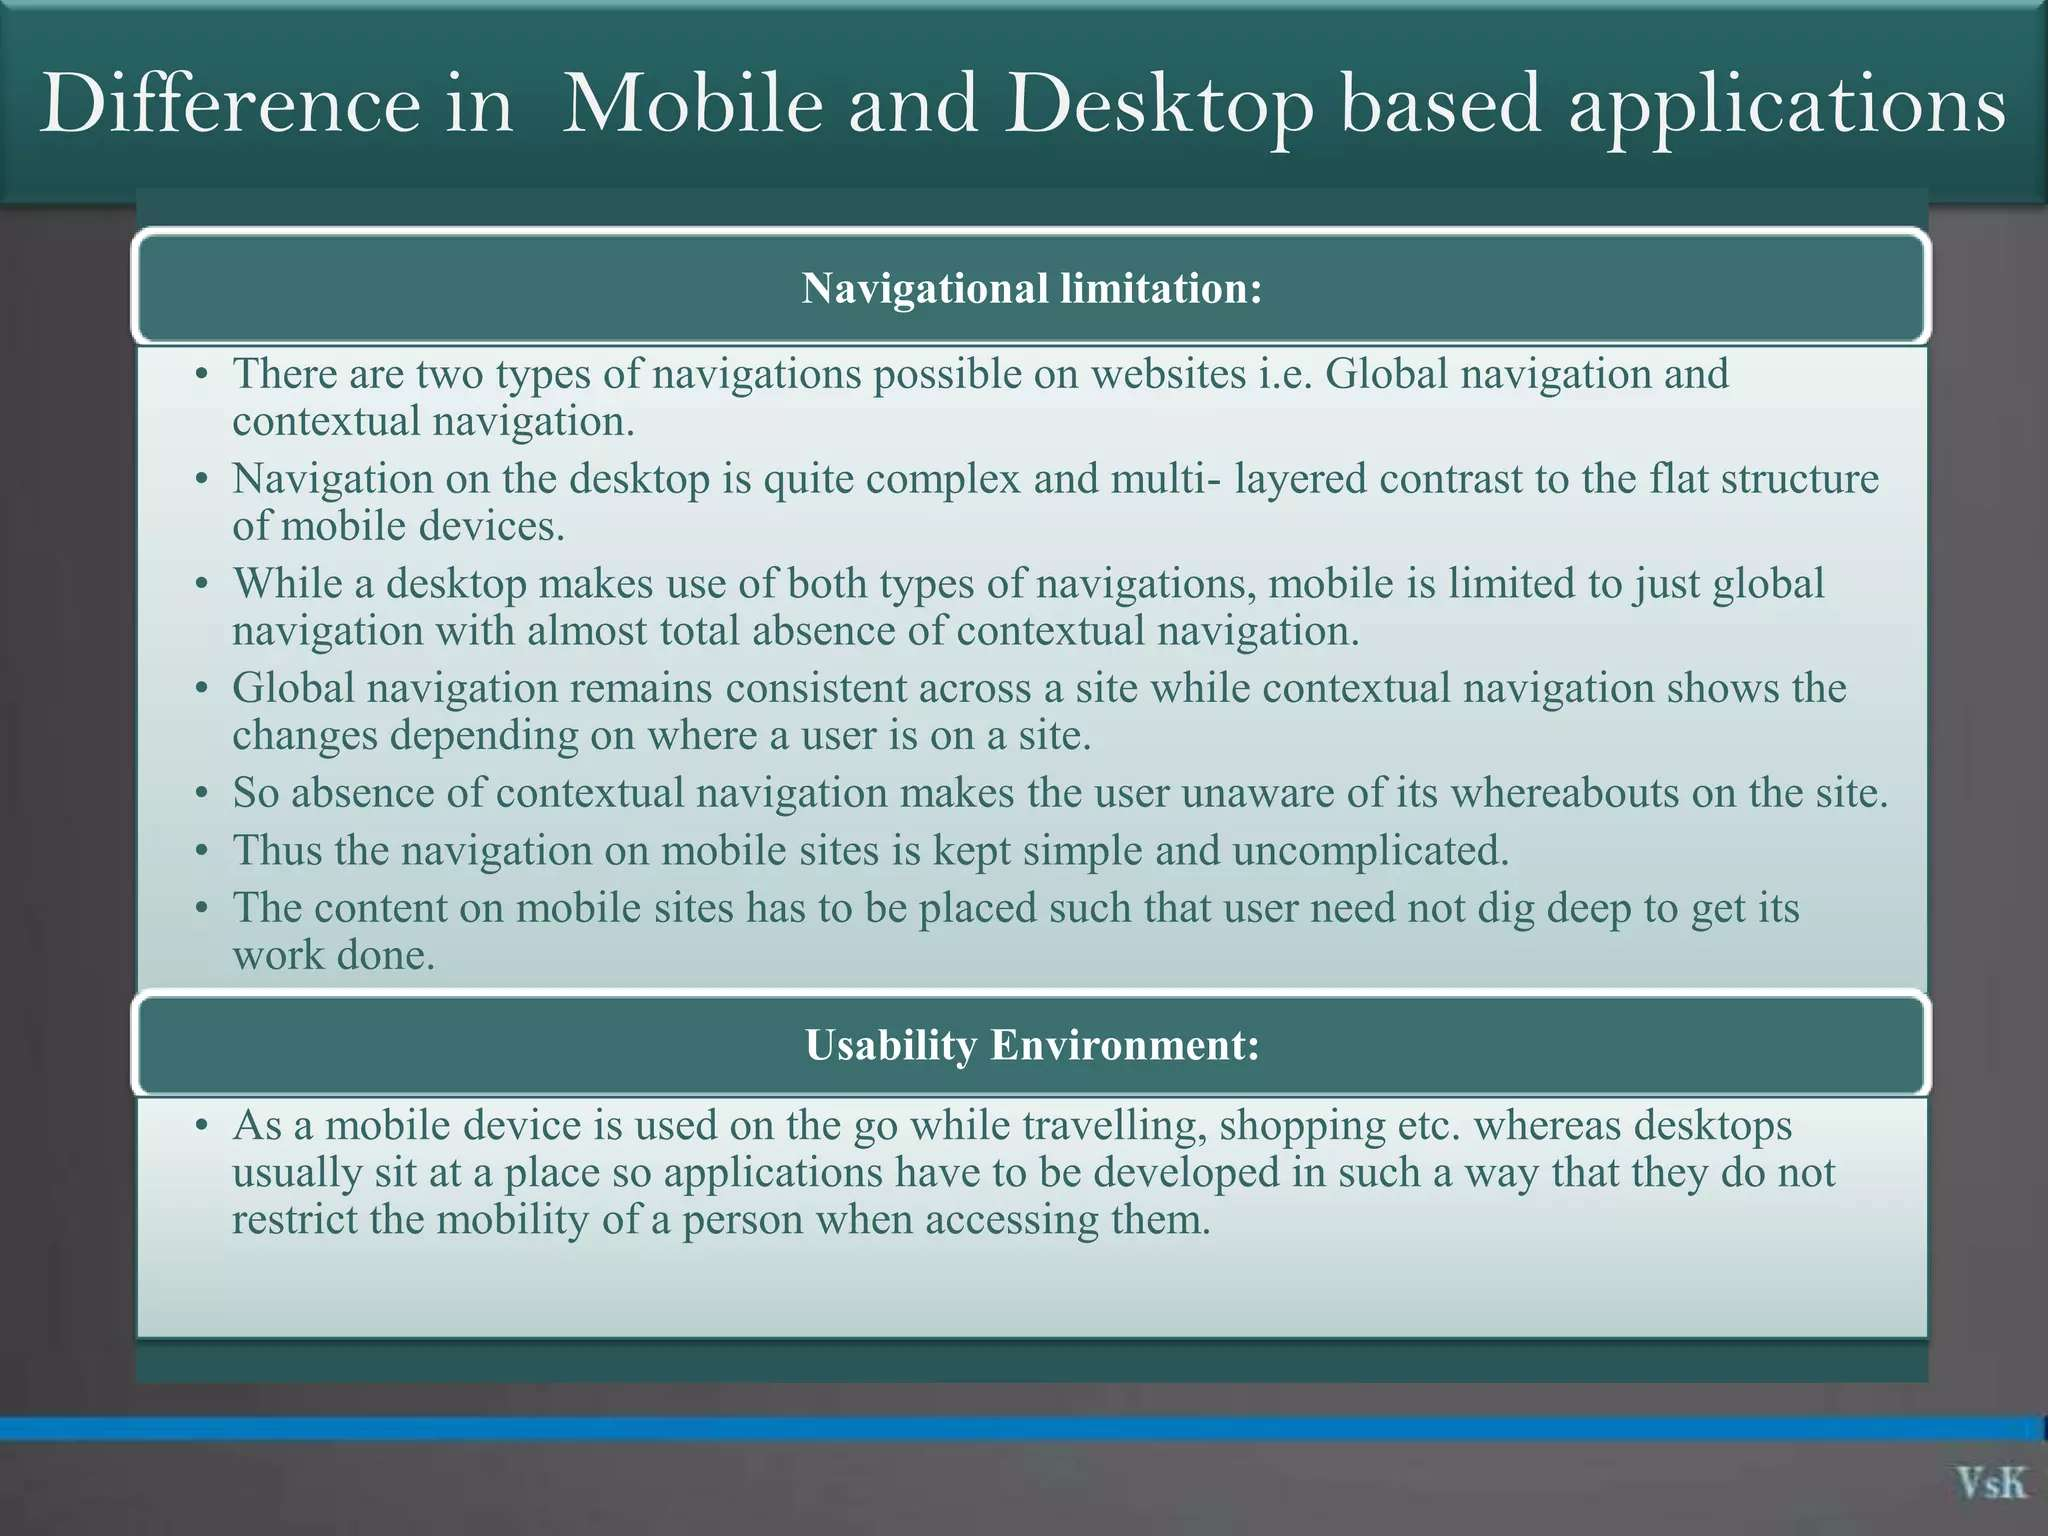 Difference in Mobile and Desktop based applications
Navigational limitation:
• There are two types of navigations possible on websites i.e. Global navigation and
contextual navigation.
• Navigation on the desktop is quite complex and multi- layered contrast to the flat structure
of mobile devices.
• While a desktop makes use of both types of navigations, mobile is limited to just global
navigation with almost total absence of contextual navigation.
• Global navigation remains consistent across a site while contextual navigation shows the
changes depending on where a user is on a site.
• So absence of contextual navigation makes the user unaware of its whereabouts on the site.
• Thus the navigation on mobile sites is kept simple and uncomplicated.
• The content on mobile sites has to be placed such that user need not dig deep to get its
work done.
Usability Environment:
• As a mobile device is used on the go while travelling, shopping etc. whereas desktops
usually sit at a place so applications have to be developed in such a way that they do not
restrict the mobility of a person when accessing them.
VsK